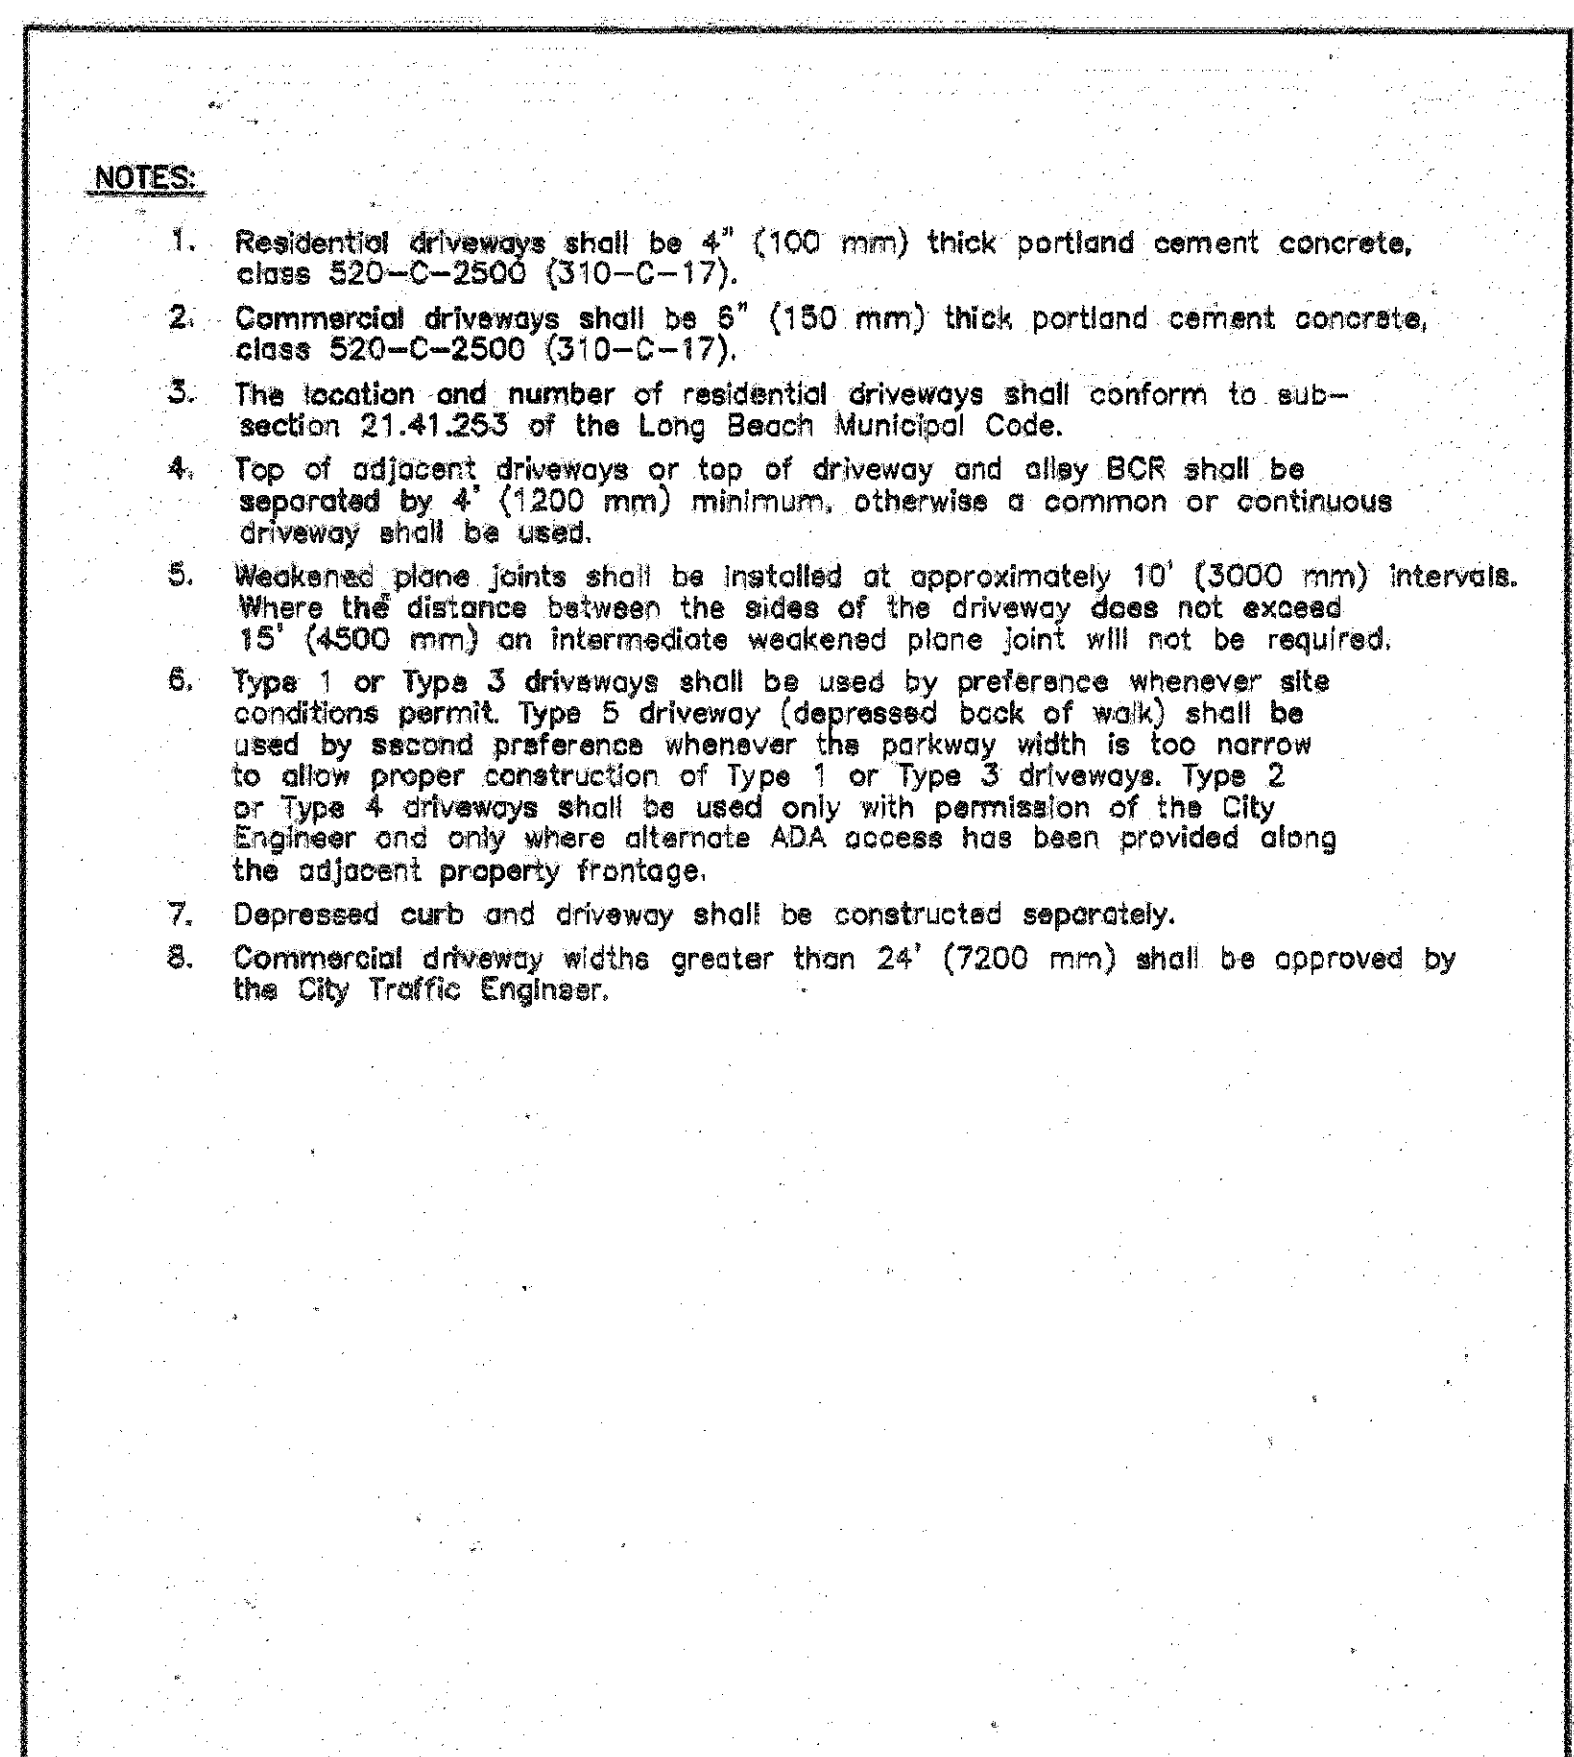 NOTES:
1. Residential driveways shall be 4" (100 mm) thick portland cement concrete,
class 520-C-2500 (310-C-17).
2. Commercial driveways shall be 6" (150 mm) thick portland cement concrete,
class 520-C-2500 (310-C-17).
3. The location and number of residential driveways shall conform to sub-
section 21.41.253 of the Long Beach Municipal Code.
4. Top of adjacent driveways or top of driveway and alley BCR shall be
separated by 4' (1200 mm) minimum, otherwise a common or continuous
driveway shall be used.
5. Weakened plane joints shall be installed at approximately 10' (3000 mm) intervals.
Where the distance between the sides of the driveway does not exceed
15' (4500 mm) an intermediate weakened plane joint will not be required.
6. Type 1 or Type 3 driveways shall be used by preference whenever site
conditions permit. Type 5 driveway (depressed back of walk) shall be
used by second preference whenever the parkway width is too narrow
to allow proper construction of Type 1 or Type 3 driveways. Type 2
or Type 4 driveways shall be used only with permission of the City
Engineer and only where alternate ADA access has been provided along
the adjacent property frontage.
7. Depressed curb and driveway shall be constructed separately.
8. Commercial driveway widths greater than 24' (7200 mm) shall be approved by
the City Traffic Engineer.